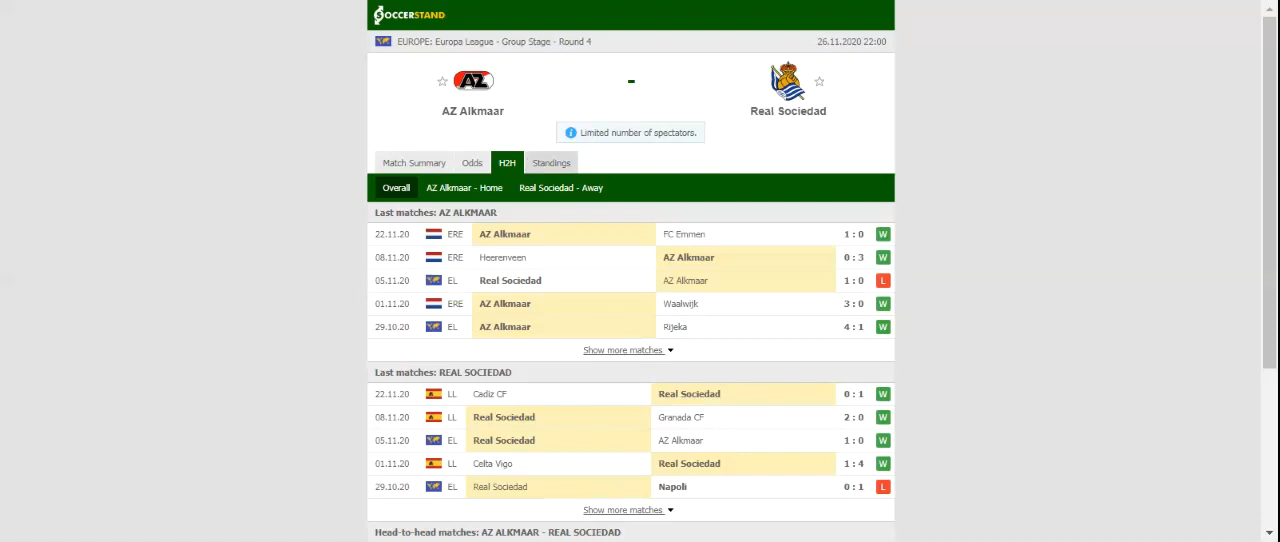 SOCCERSTAND
EUROPE: Europa League - Group Stage - Round 4 26.11.2020 22:00
AZ
-
AZ Alkmaar Real Sociedad
Limited number of spectators.
Match Summary Odds H2H Standings
Overall AZ Alkmaar - Home Real Sociedad - Away
Last matches: AZ ALKMAAR
22.11.20 ERE AZ Alkmaar FC Emmen 1 : 0 W
08.11.20 ERE Heerenveen AZ Alkmaar 0 : 3 W
05.11.20 EL Real Sociedad AZ Alkmaar 1 : 0 L
01.11.20 ERE AZ Alkmaar Waalwijk 3 : 0 W
29.10.20 EL AZ Alkmaar Rijeka 4 : 1 W
Show more matches
Last matches: REAL SOCIEDAD
22.11.20 LL Cadiz CF Real Sociedad 0 : 1 W
08.11.20 LL Real Sociedad Granada CF 2 : 0 W
05.11.20 EL Real Sociedad AZ Alkmaar 1 : 0 W
01.11.20 LL Celta Vigo Real Sociedad 1 : 4 W
29.10.20 EL Real Sociedad Napoli 0 : 1 L
Show more matches
Head-to-head matches: AZ ALKMAAR - REAL SOCIEDAD